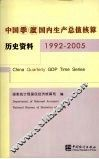 中国季度国内生产总值核算
历史资料 1992-2005
China Quarterly GDP Time Series
国家统计局国民经济核算司 编
Department of National Accounts
National Bureau of Statistics